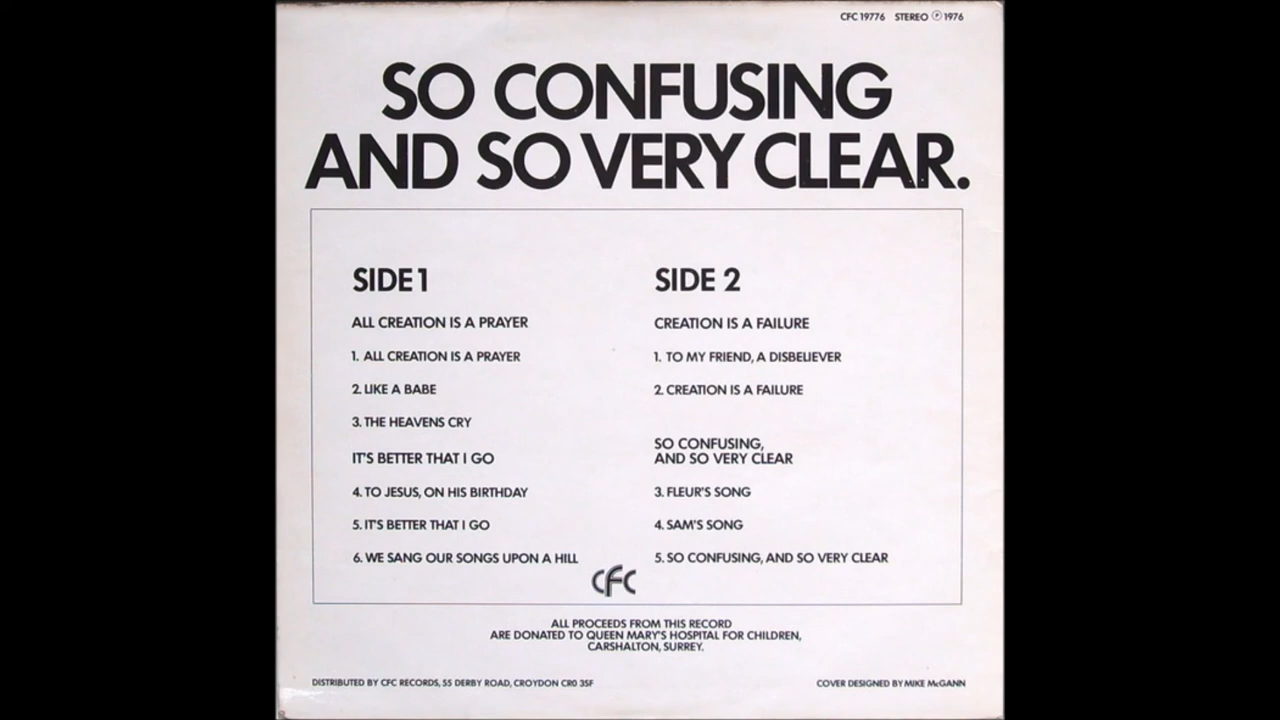 CFC 19776 STEREO ℗ 1976
SO CONFUSING
AND SO VERY CLEAR.
SIDE 1
ALL CREATION IS A PRAYER
1. ALL CREATION IS A PRAYER
2. LIKE A BABE
3. THE HEAVENS CRY
IT'S BETTER THAT I GO
4. TO JESUS, ON HIS BIRTHDAY
5. IT'S BETTER THAT I GO
6. WE SANG OUR SONGS UPON A HILL
SIDE 2
CREATION IS A FAILURE
1. TO MY FRIEND, A DISBELIEVER
2. CREATION IS A FAILURE
SO CONFUSING,
AND SO VERY CLEAR
3. FLEUR'S SONG
4. SAM'S SONG
5. SO CONFUSING, AND SO VERY CLEAR
CFC
ALL PROCEEDS FROM THIS RECORD
ARE DONATED TO QUEEN MARY'S HOSPITAL FOR CHILDREN,
CARSHALTON, SURREY.
DISTRIBUTED BY CFC RECORDS, 55 DERBY ROAD, CROYDON CR0 3SF
COVER DESIGNED BY MIKE McGANN